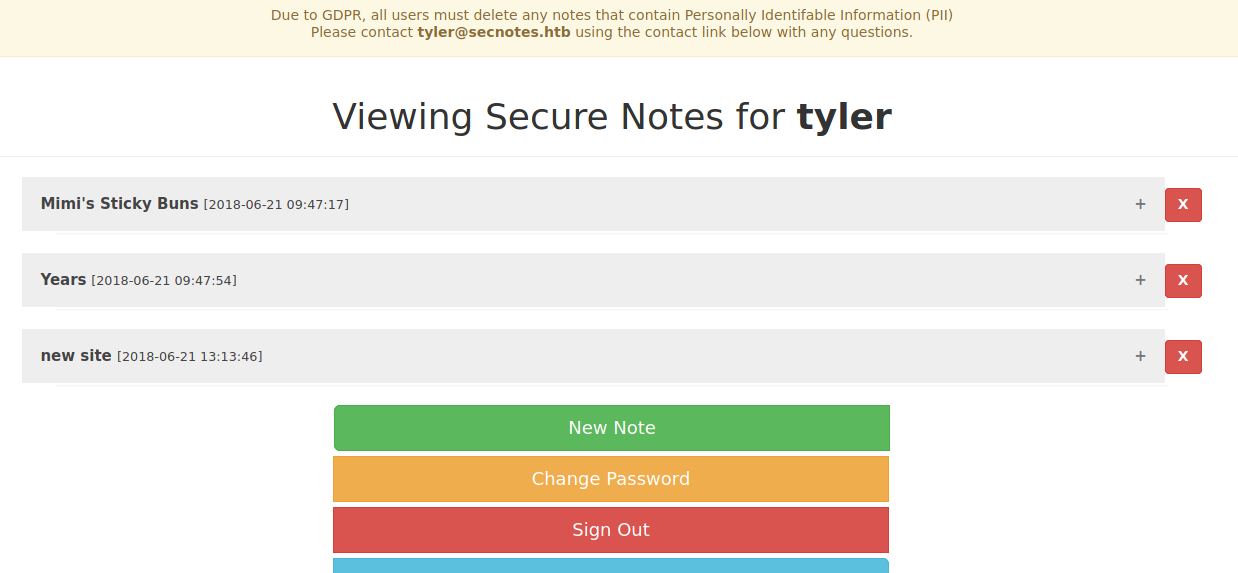 Due to GDPR, all users must delete any notes that contain Personally Identifable Information (PII)
Please contact tyler@secnotes.htb using the contact link below with any questions.
Viewing Secure Notes for tyler
Mimi's Sticky Buns [2018-06-21 09:47:17] + X
Years [2018-06-21 09:47:54] + X
new site [2018-06-21 13:13:46] + X
New Note
Change Password
Sign Out